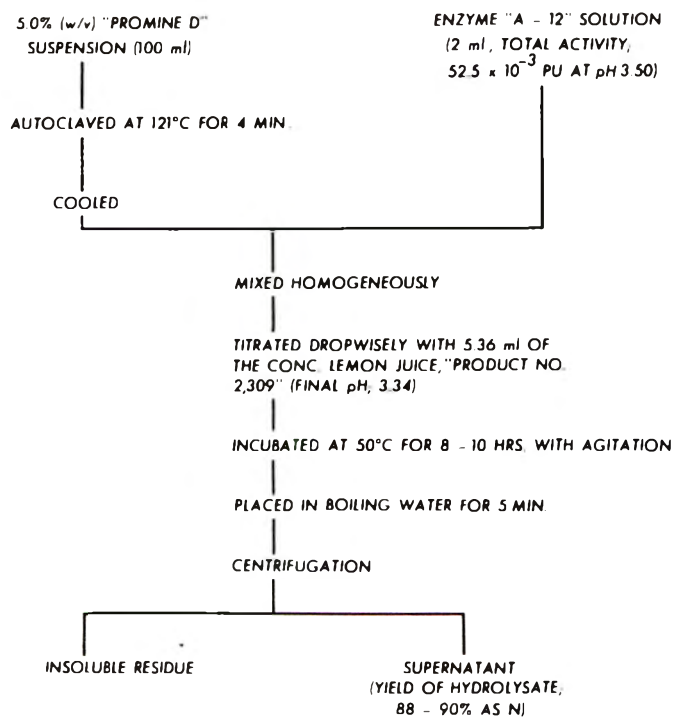 5.0% (w/v) "PROMINE D"
SUSPENSION (100 ml)
ENZYME "A - 12" SOLUTION
(2 ml, TOTAL ACTIVITY;
52.5 x 10⁻³ PU AT pH 3.50)
AUTOCLAVED AT 121°C FOR 4 MIN.
COOLED
MIXED HOMOGENEOUSLY
TITRATED DROPWISELY WITH 5.36 ml OF
THE CONC. LEMON JUICE, "PRODUCT NO.
2,309" (FINAL pH; 3.34)
INCUBATED AT 50°C FOR 8 - 10 HRS. WITH AGITATION
PLACED IN BOILING WATER FOR 5 MIN.
CENTRIFUGATION
INSOLUBLE RESIDUE
SUPERNATANT
(YIELD OF HYDROLYSATE;
88 - 90% AS N)